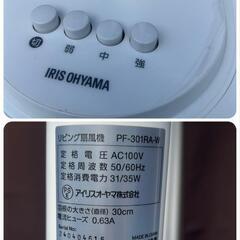 切 弱 中 強
IRIS OHYAMA
リビング扇風機 PF-301RA-W
定格電圧 AC100V
定格周波数 50/60Hz
定格消費電力 31/35W
PSE
アイリスオーヤマ株式会社
羽根の大きさ(直径) 30cm
電流ヒューズ 0.63A